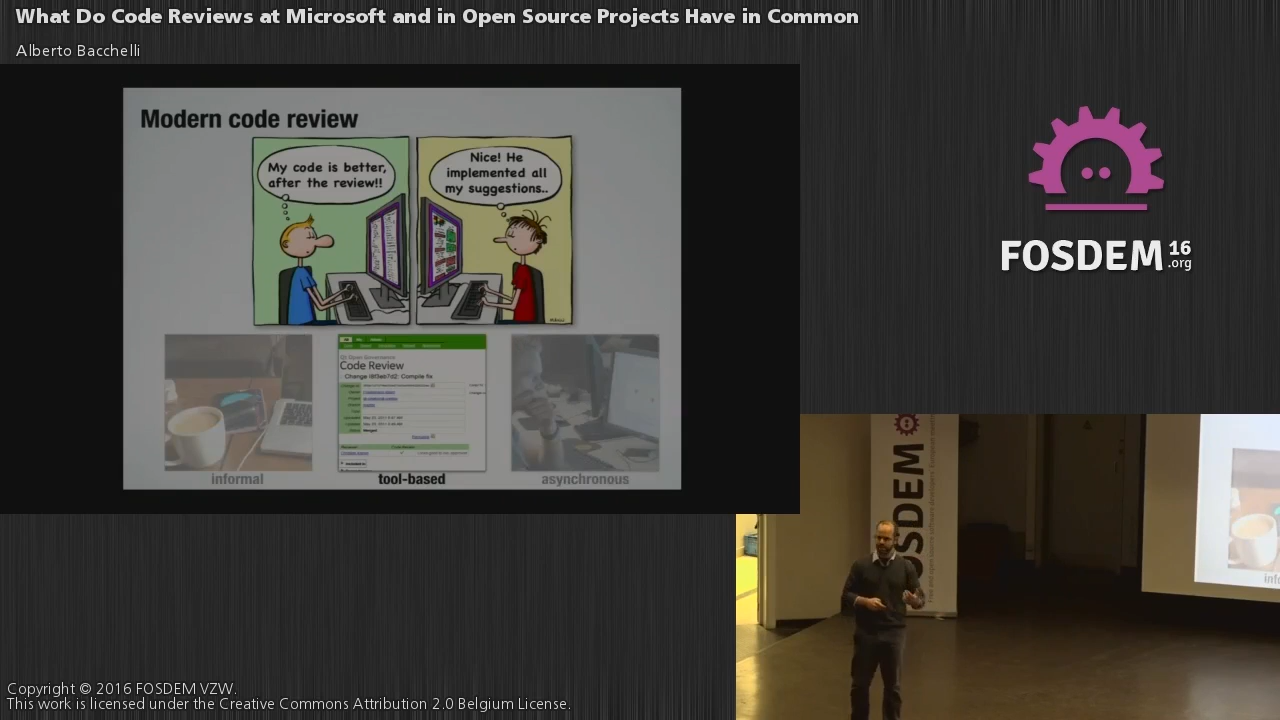 What Do Code Reviews at Microsoft and in Open Source Projects Have in Common
Alberto Bacchelli
Modern code review
My code is better,
after the review!!
Nice! He
implemented all
my suggestions..
Code Review
informal
tool-based
asynchronous
FOSDEM 16
.org
FOSDEM
info
Copyright © 2016 FOSDEM VZW.
This work is licensed under the Creative Commons Attribution 2.0 Belgium License.